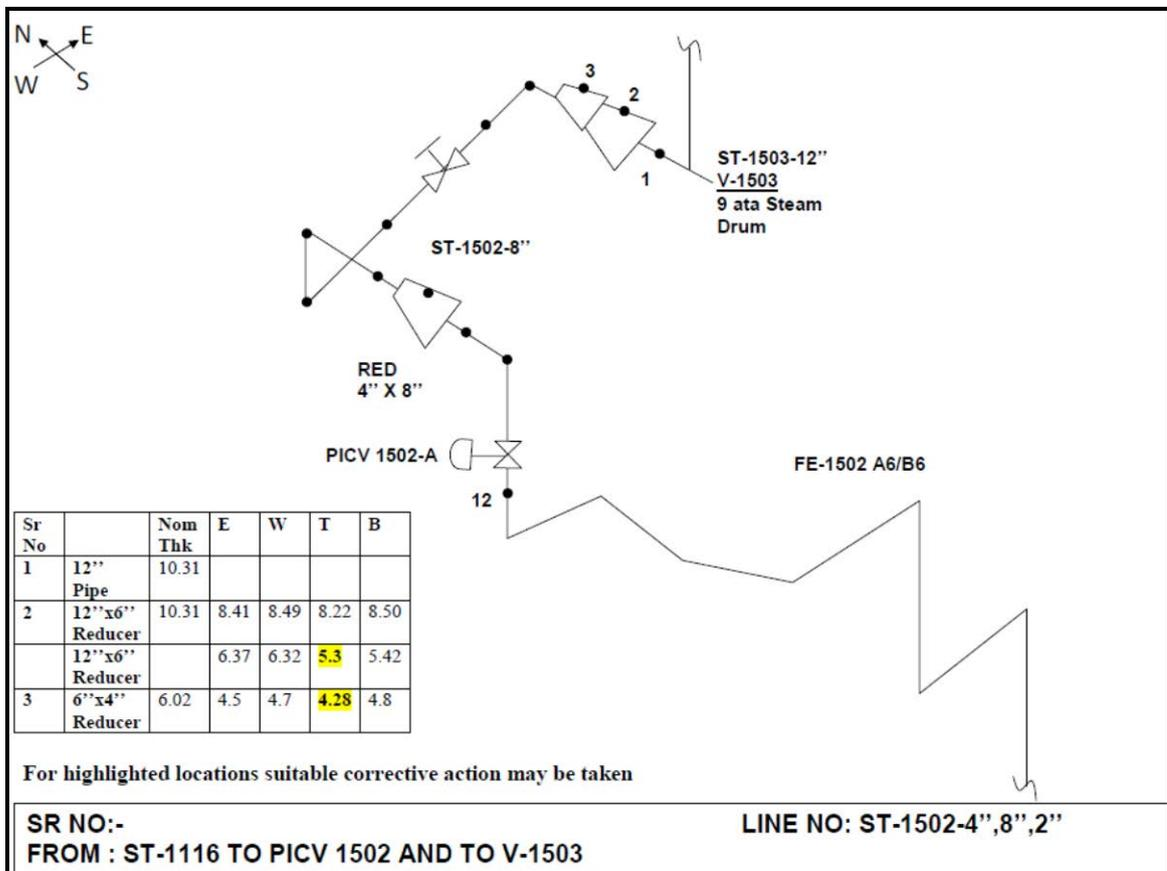 N E
W S
3
2
1
ST-1503-12’’
V-1503
9 ata Steam
Drum
ST-1502-8’’
RED
4’’ X 8’’
PICV 1502-A
12
FE-1502 A6/B6
Sr No Nom Thk E W T B
1 12’’ Pipe 10.31
2 12’’x6’’ Reducer 10.31 8.41 8.49 8.22 8.50
12’’x6’’ Reducer 6.37 6.32 5.3 5.42
3 6’’x4’’ Reducer 6.02 4.5 4.7 4.28 4.8
For highlighted locations suitable corrective action may be taken
SR NO:-
LINE NO: ST-1502-4’’,8’’,2’’
FROM : ST-1116 TO PICV 1502 AND TO V-1503